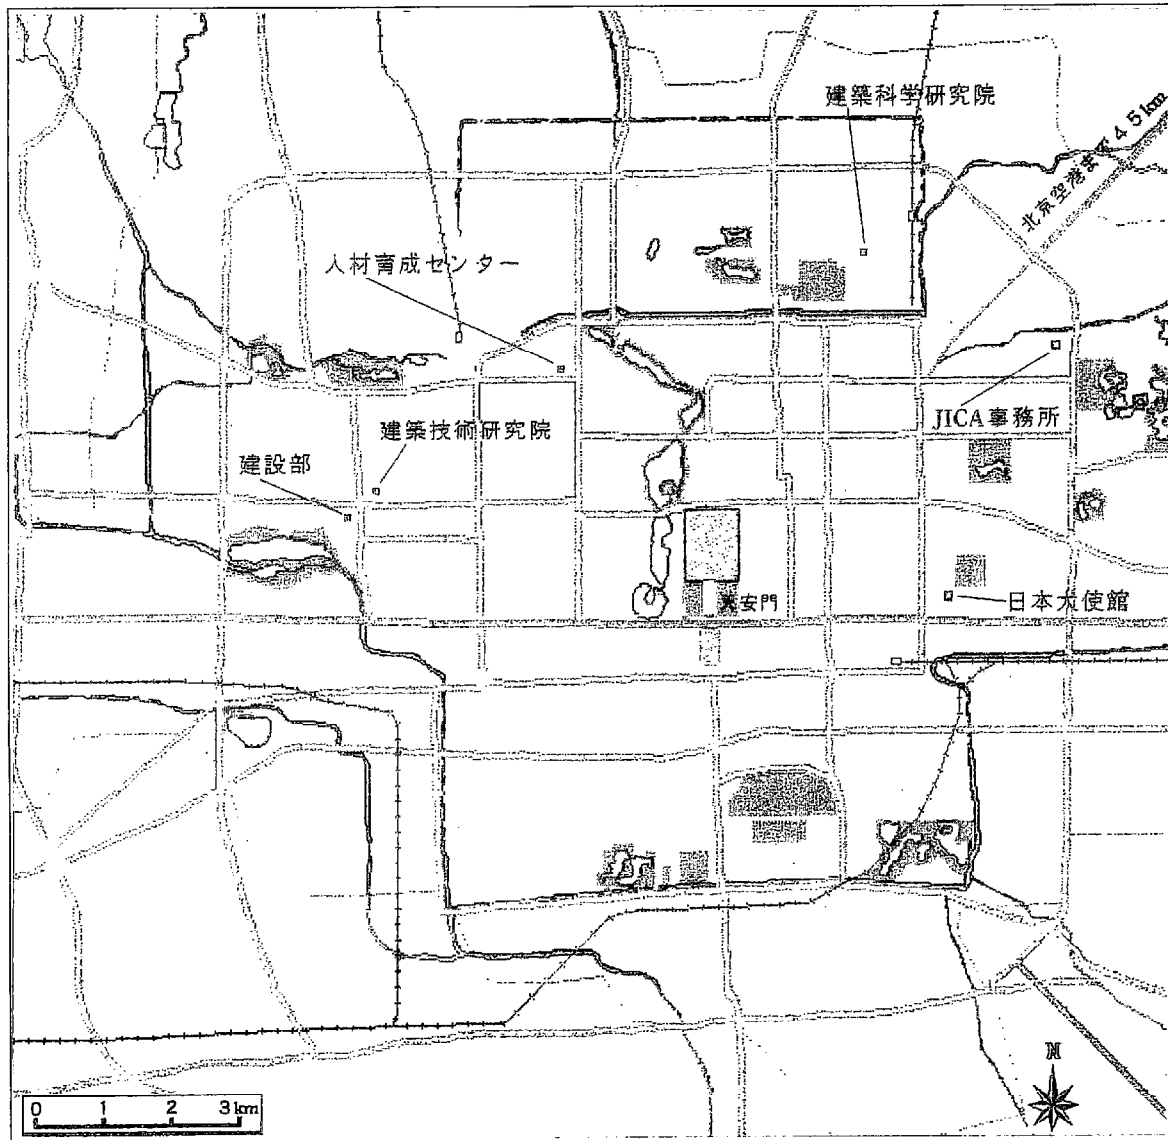 建築科学研究院
北京空港まで45km
人材育成センター
JICA事務所
建築技術研究院
建設部
天安門
日本大使館
N
0 1 2 3km